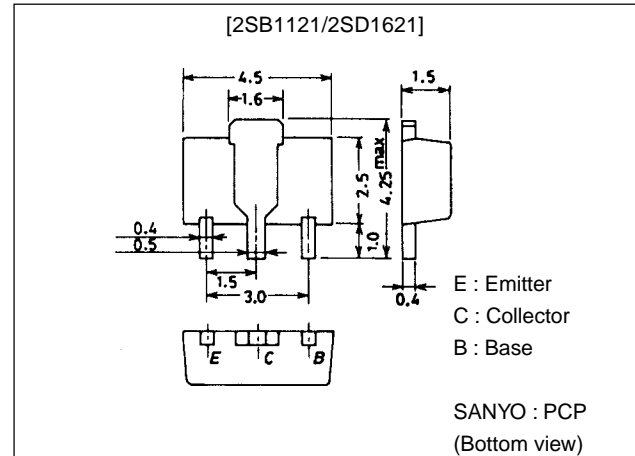 [2SB1121/2SD1621]
4.5
1.6
1.5
2.5
4.25max
1.0
0.4
0.5
1.5
3.0
0.4
E : Emitter
C : Collector
B : Base
E C B
SANYO : PCP
(Bottom view)